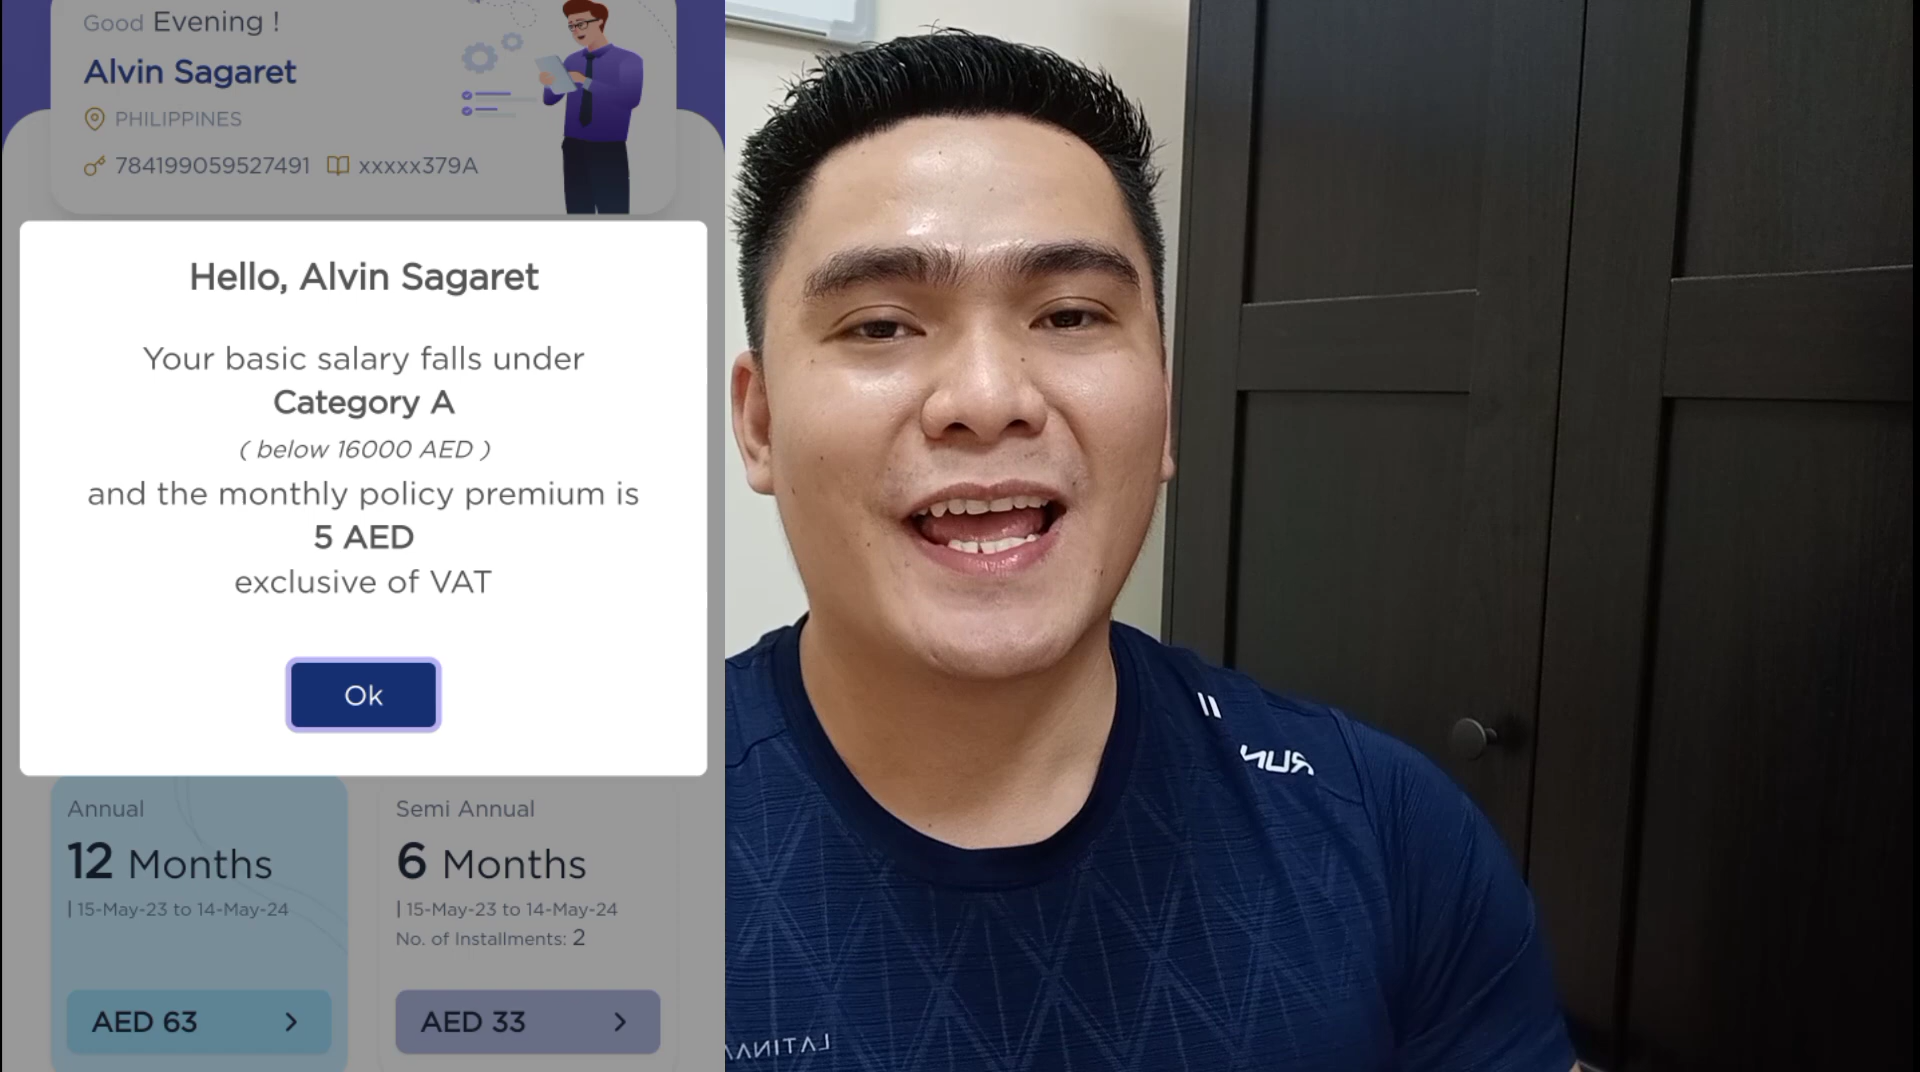 Good Evening !
Alvin Sagaret
PHILIPPINES
784199059527491 xxxxx379A
Hello, Alvin Sagaret
Your basic salary falls under
Category A
( below 16000 AED )
and the monthly policy premium is
5 AED
exclusive of VAT
Ok
Annual
12 Months
| 15-May-23 to 14-May-24
AED 63
Semi Annual
6 Months
| 15-May-23 to 14-May-24
No. of Installments: 2
AED 33
RUN